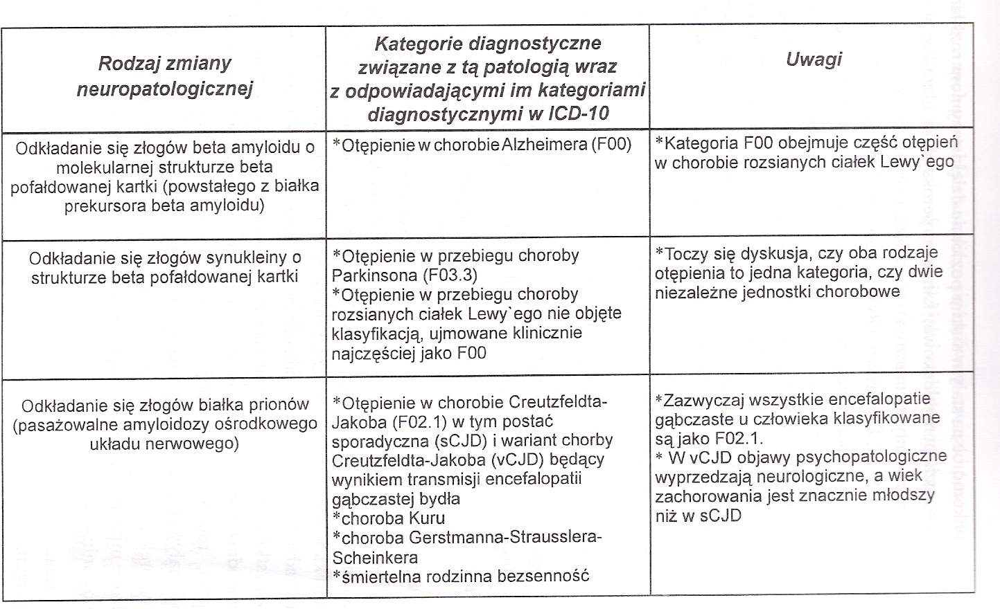 Rodzaj zmiany
neuropatologicznej
Kategorie diagnostyczne
związane z tą patologią wraz
z odpowiadającymi im kategoriami
diagnostycznymi w ICD-10
Uwagi
Odkładanie się złogów beta amyloidu o
molekularnej strukturze beta
pofałdowanej kartki (powstałego z białka
prekursora beta amyloidu)
*Otępienie w chorobie Alzheimera (F00)
*Kategoria F00 obejmuje część otępień
w chorobie rozsianych ciałek Lewy`ego
Odkładanie się złogów synukleiny o
strukturze beta pofałdowanej kartki
*Otępienie w przebiegu choroby
Parkinsona (F03.3)
*Otępienie w przebiegu choroby
rozsianych ciałek Lewy`ego nie objęte
klasyfikacją, ujmowane klinicznie
najczęściej jako F00
*Toczy się dyskusja, czy oba rodzaje
otępienia to jedna kategoria, czy dwie
niezależne jednostki chorobowe
Odkładanie się złogów białka prionów
(pasażowalne amyloidozy ośrodkowego
układu nerwowego)
*Otępienie w chorobie Creutzfeldta-
Jakoba (F02.1) w tym postać
sporadyczna (sCJD) i wariant chorby
Creutzfeldta-Jakoba (vCJD) będący
wynikiem transmisji encefalopatii
gąbczastej bydła
*choroba Kuru
*choroba Gerstmanna-Strausslera-
Scheinkera
*śmiertelna rodzinna bezsenność
*Zazwyczaj wszystkie encefalopatie
gąbczaste u człowieka klasyfikowane
są jako F02.1.
* W vCJD objawy psychopatologiczne
wyprzedzają neurologiczne, a wiek
zachorowania jest znacznie młodszy
niż w sCJD